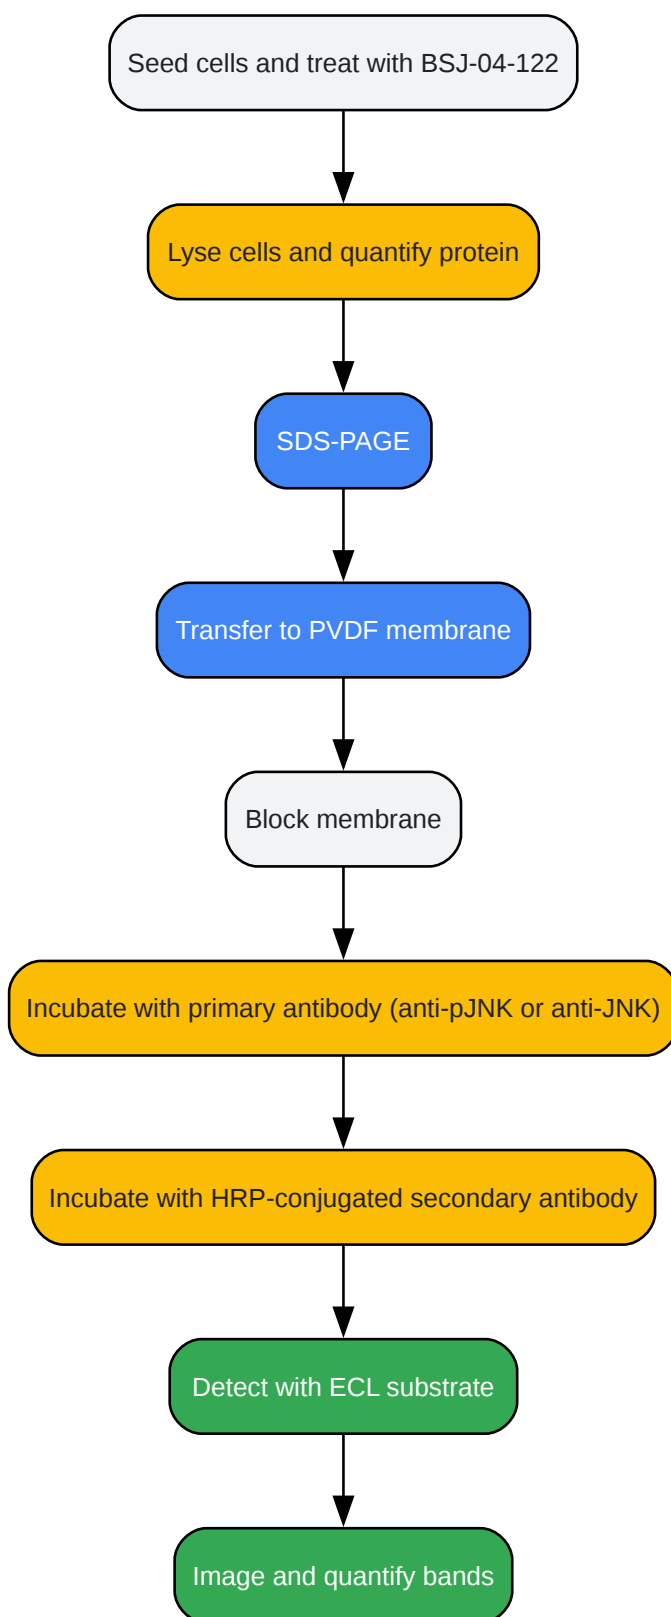 Seed cells and treat with BSJ-04-122
Lyse cells and quantify protein
SDS-PAGE
Transfer to PVDF membrane
Block membrane
Incubate with primary antibody (anti-pJNK or anti-JNK)
Incubate with HRP-conjugated secondary antibody
Detect with ECL substrate
Image and quantify bands